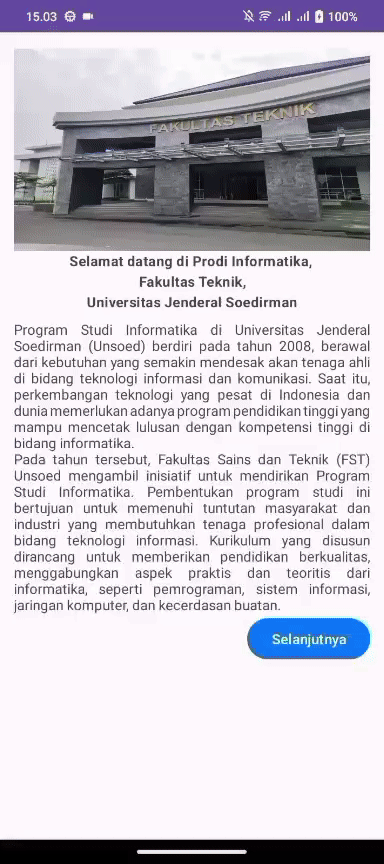 15.03
100%
FAKULTAS TEKNIK
Selamat datang di Prodi Informatika,
Fakultas Teknik,
Universitas Jenderal Soedirman
Program Studi Informatika di Universitas Jenderal
Soedirman (Unsoed) berdiri pada tahun 2008, berawal
dari kebutuhan yang semakin mendesak akan tenaga ahli
di bidang teknologi informasi dan komunikasi. Saat itu,
perkembangan teknologi yang pesat di Indonesia dan
dunia memerlukan adanya program pendidikan tinggi yang
mampu mencetak lulusan dengan kompetensi tinggi di
bidang informatika.
Pada tahun tersebut, Fakultas Sains dan Teknik (FST)
Unsoed mengambil inisiatif untuk mendirikan Program
Studi Informatika. Pembentukan program studi ini
bertujuan untuk memenuhi tuntutan masyarakat dan
industri yang membutuhkan tenaga profesional dalam
bidang teknologi informasi. Kurikulum yang disusun
dirancang untuk memberikan pendidikan berkualitas,
menggabungkan aspek praktis dan teoritis dari
informatika, seperti pemrograman, sistem informasi,
jaringan komputer, dan kecerdasan buatan.
Selanjutnya